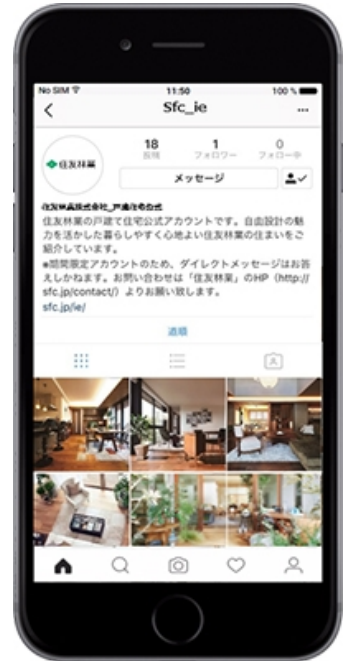 No SIM 11:50 100 %
Sfc_ie
18 1 0
投稿 フォロワー フォロー中
住友林業
メッセージ
住友林業株式会社_戸建住宅公式
住友林業の戸建て住宅公式アカウントです。自由設計の魅
力を活かした暮らしやすく心地よい住友林業の住まいをご
紹介しています。
※期間限定アカウントのため、ダイレクトメッセージはお答
えしかねます。お問い合わせは「住友林業」のHP（http://
sfc.jp/contact/）よりお願い致します。
sfc.jp/ie/
道順